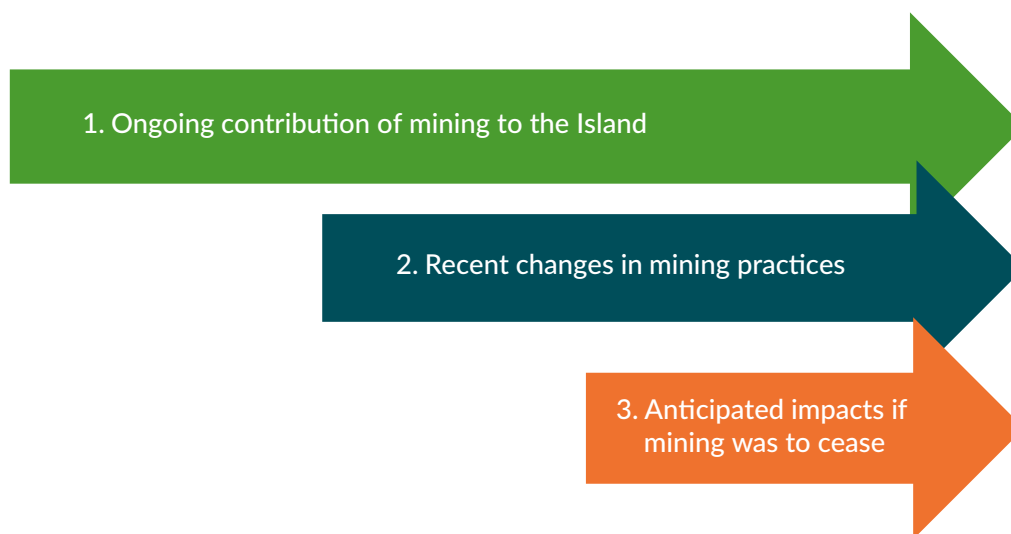 1. Ongoing contribution of mining to the Island
2. Recent changes in mining practices
3. Anticipated impacts if
mining was to cease